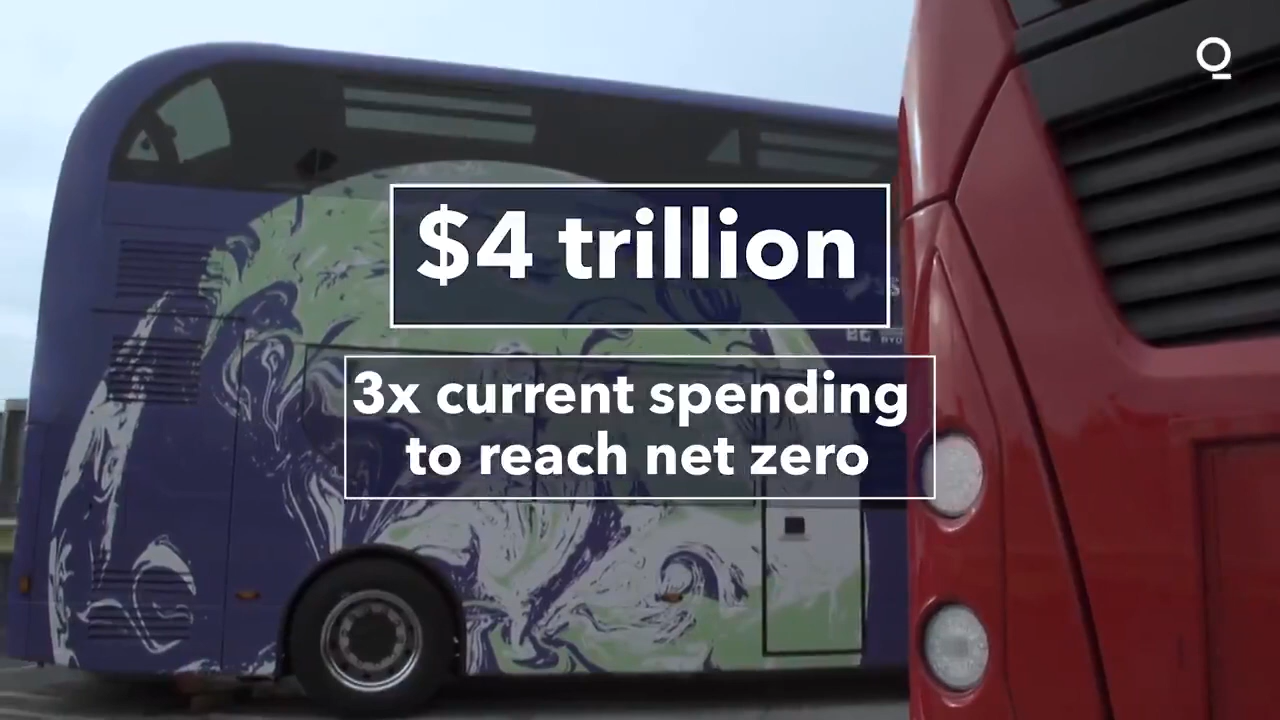 $4 trillion
3x current spending
to reach net zero